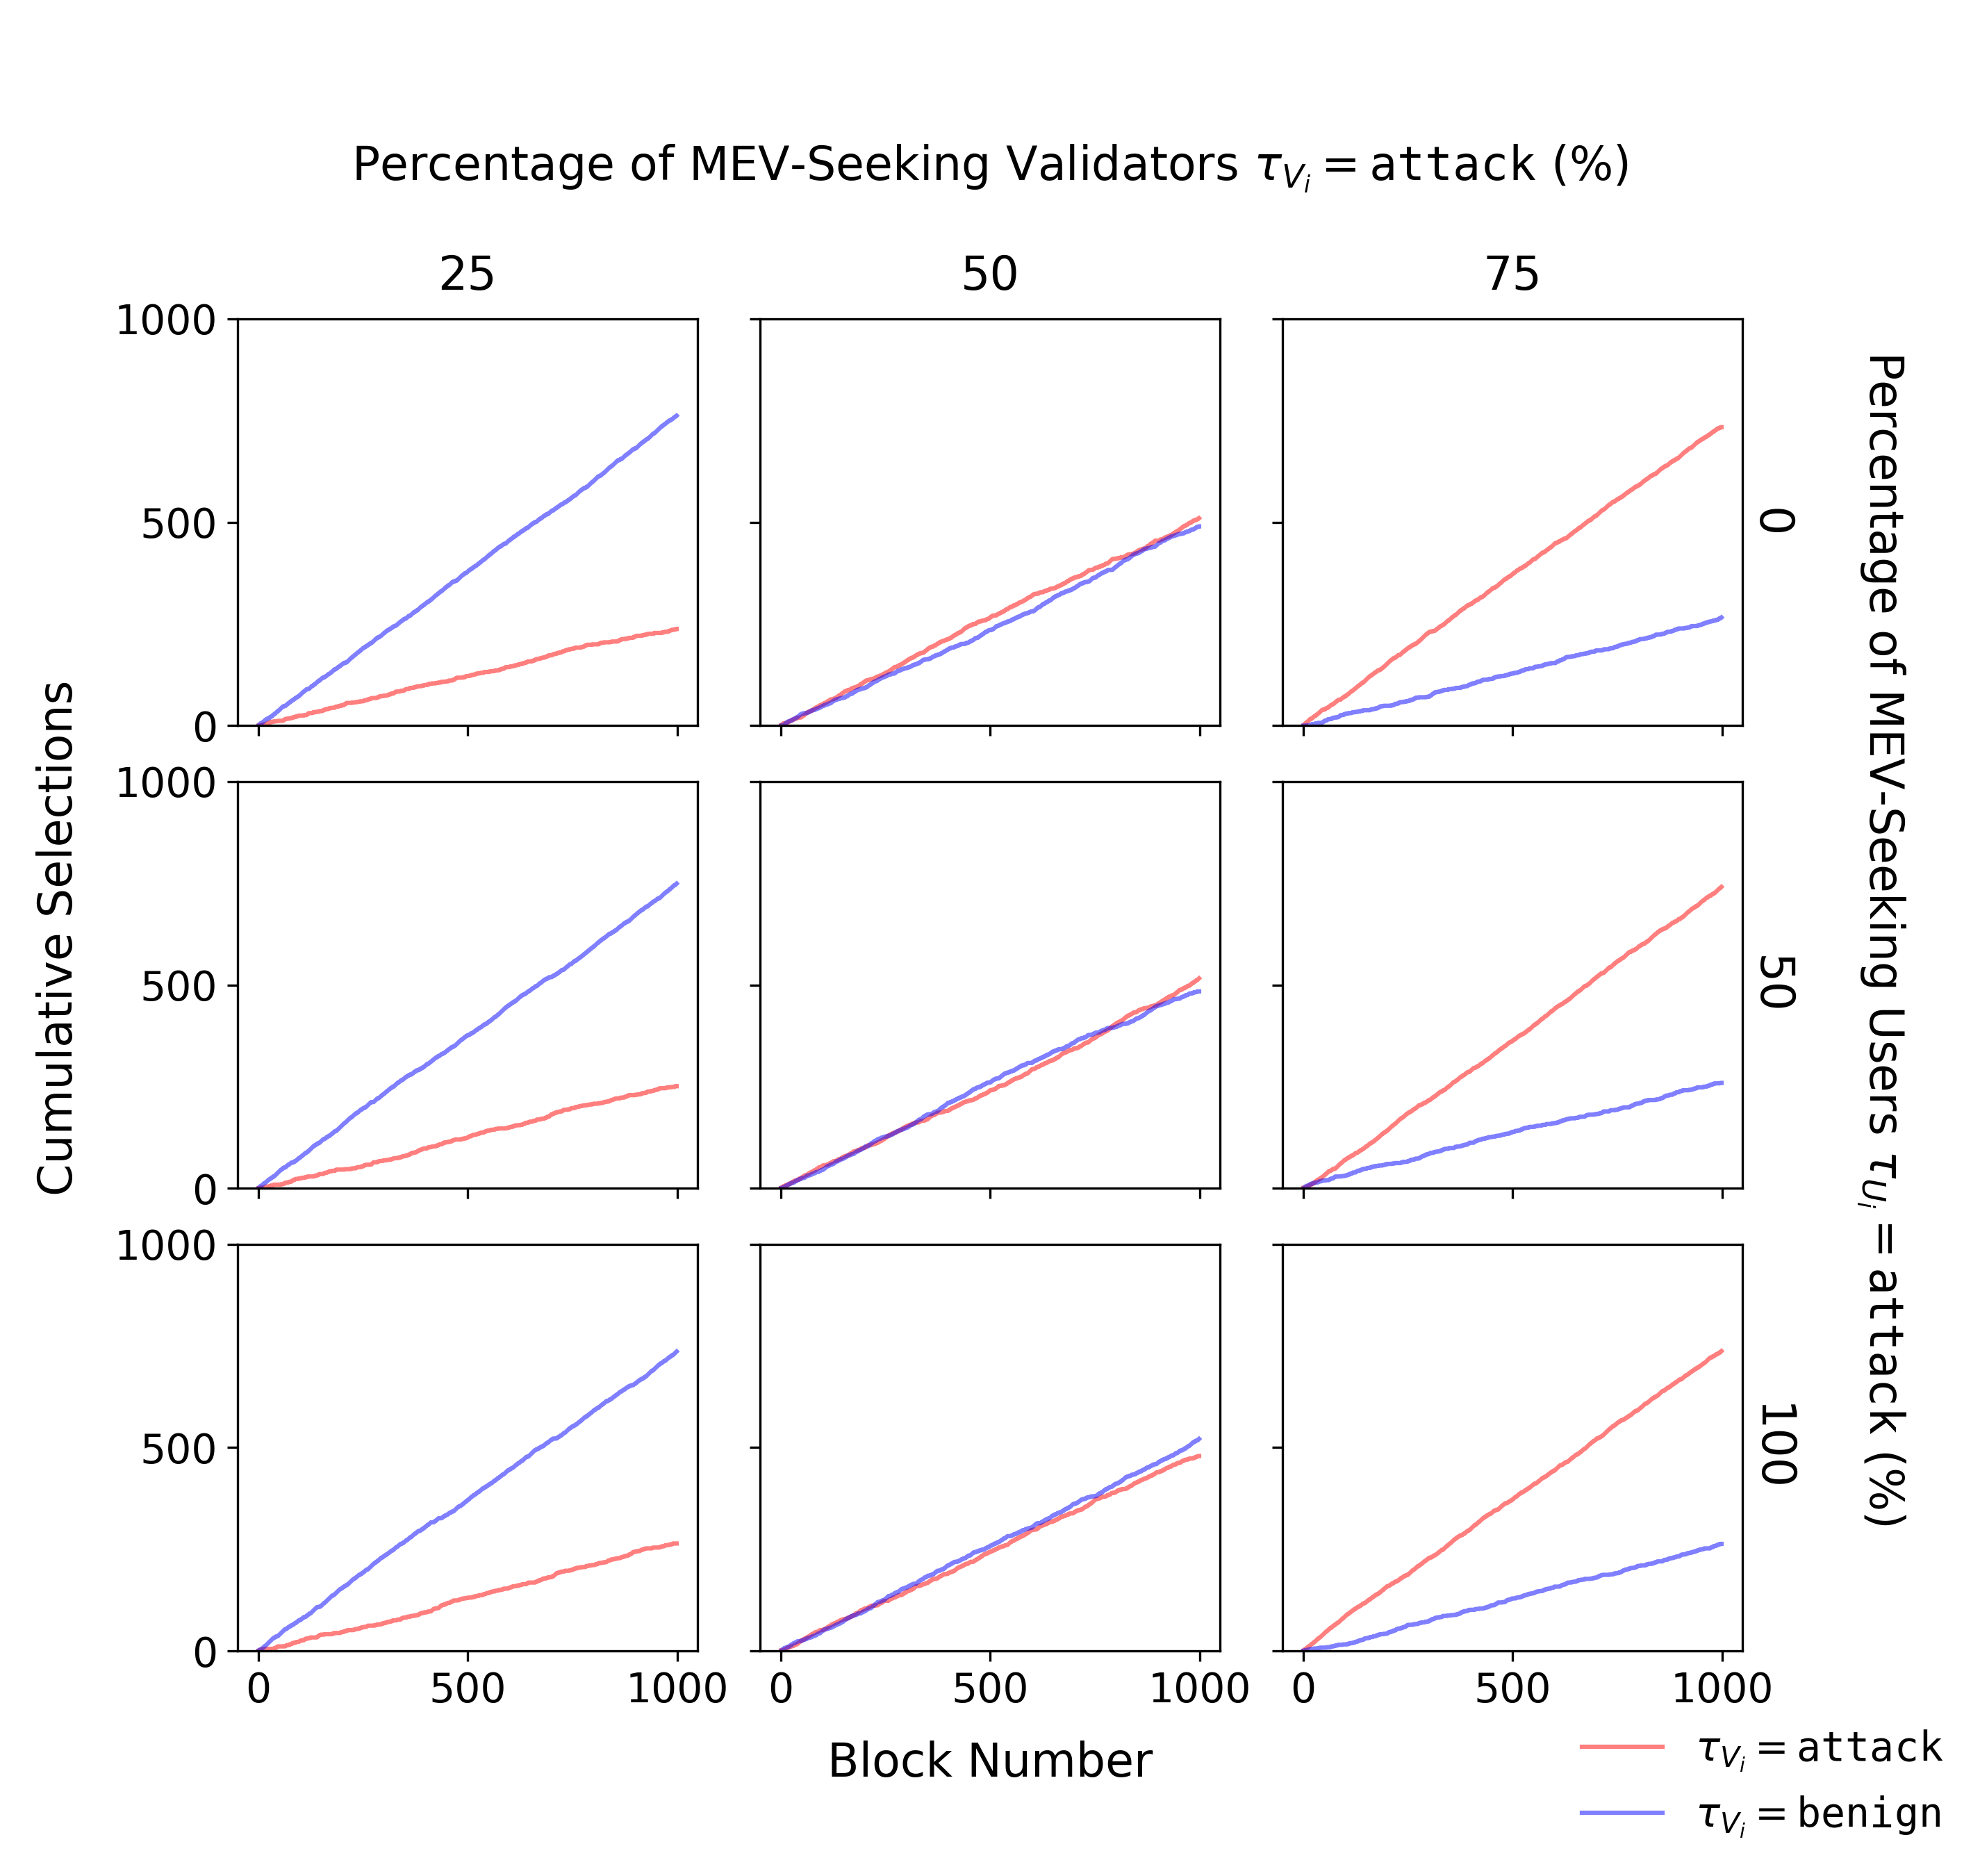 Percentage of MEV-Seeking Validators τ_{V_i} = attack (%)
25 50 75
1000
500
0
0
1000
500
0
50
1000
500
0
100
0 500 1000 0 500 1000 0 500 1000
Cumulative Selections
Percentage of MEV-Seeking Users τ_{U_i} = attack (%)
Block Number
τ_{V_i} = attack
τ_{V_i} = benign